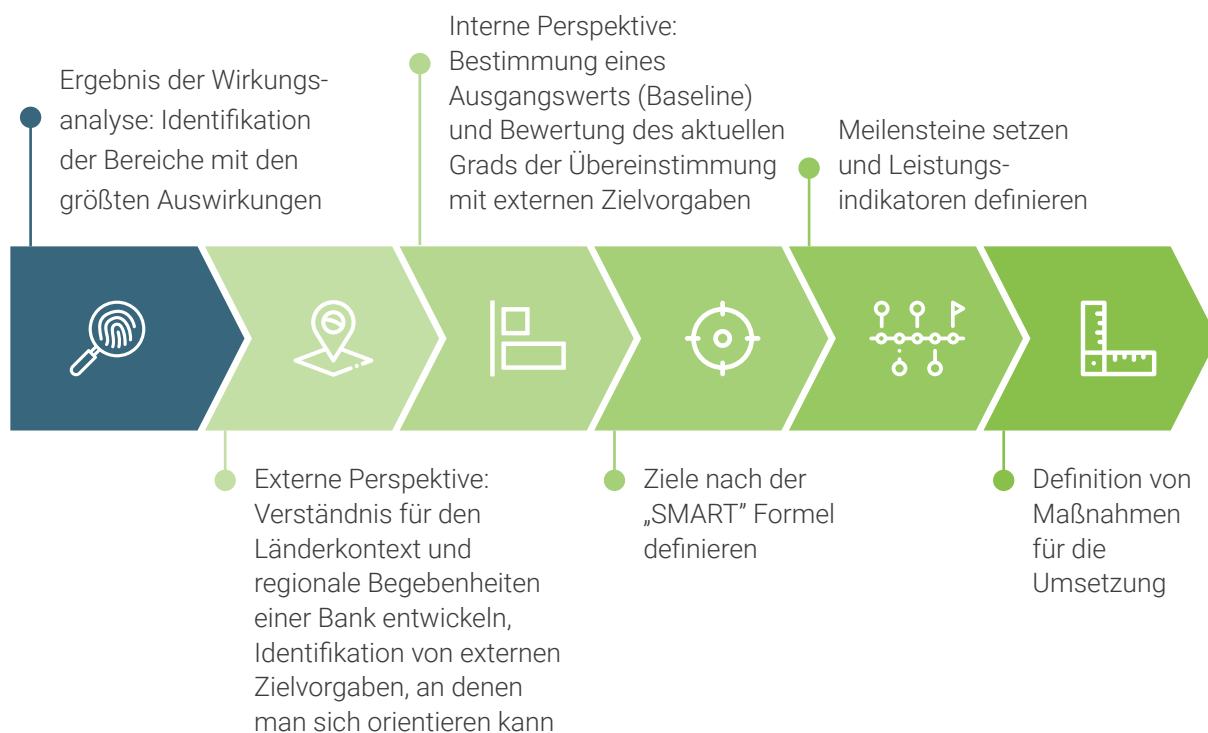 Ergebnis der Wirkungs-
analyse: Identifikation
der Bereiche mit den
größten Auswirkungen
Externe Perspektive:
Verständnis für den
Länderkontext und
regionale Begebenheiten
einer Bank entwickeln,
Identifikation von externen
Zielvorgaben, an denen
man sich orientieren kann
Interne Perspektive:
Bestimmung eines
Ausgangswerts (Baseline)
und Bewertung des aktuellen
Grads der Übereinstimmung
mit externen Zielvorgaben
Ziele nach der
„SMART” Formel
definieren
Meilensteine setzen
und Leistungs-
indikatoren definieren
Definition von
Maßnahmen
für die
Umsetzung